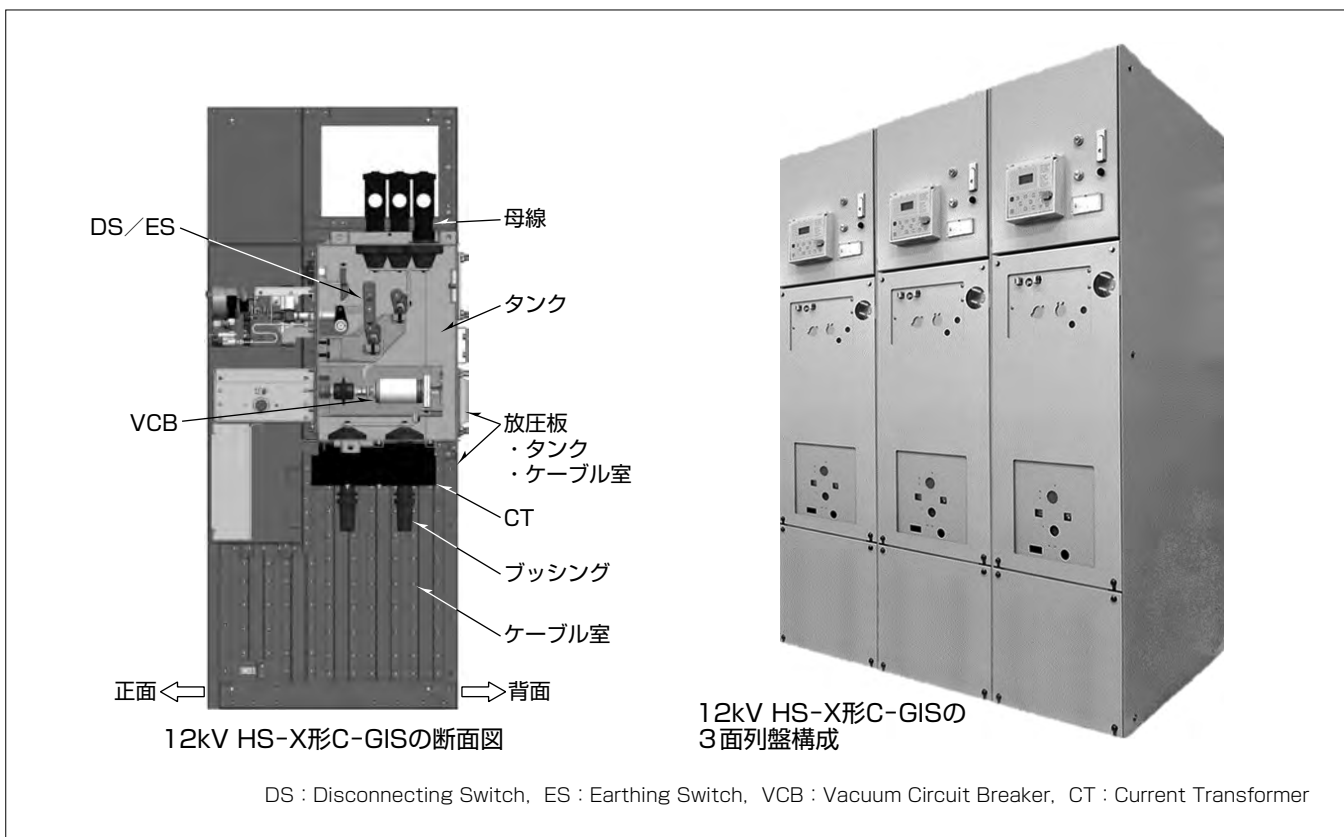 DS／ES
母線
タンク
VCB
放圧板
・タンク
・ケーブル室
CT
ブッシング
ケーブル室
正面
背面
12kV HS-X形C-GISの断面図
12kV HS-X形C-GISの
3面列盤構成
DS：Disconnecting Switch, ES：Earthing Switch, VCB：Vacuum Circuit Breaker, CT：Current Transformer